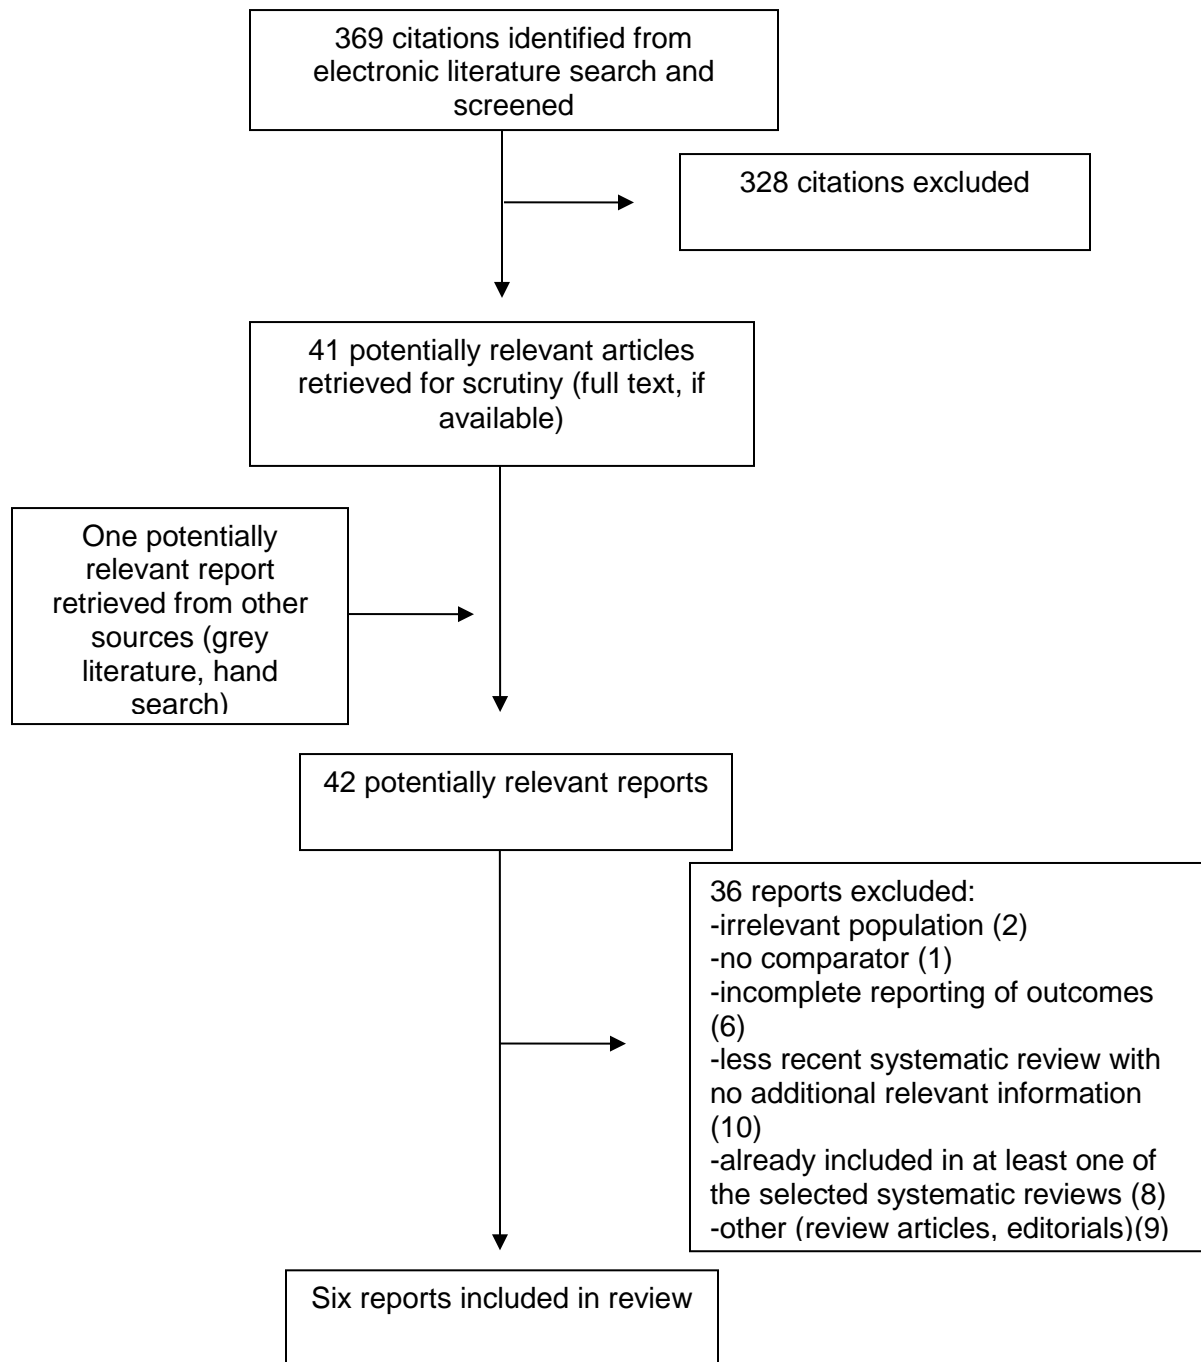 369 citations identified from
electronic literature search and
screened
328 citations excluded
41 potentially relevant articles
retrieved for scrutiny (full text, if
available)
One potentially
relevant report
retrieved from other
sources (grey
literature, hand
search)
42 potentially relevant reports
36 reports excluded:
-irrelevant population (2)
-no comparator (1)
-incomplete reporting of outcomes
(6)
-less recent systematic review with
no additional relevant information
(10)
-already included in at least one of
the selected systematic reviews (8)
-other (review articles, editorials)(9)
Six reports included in review